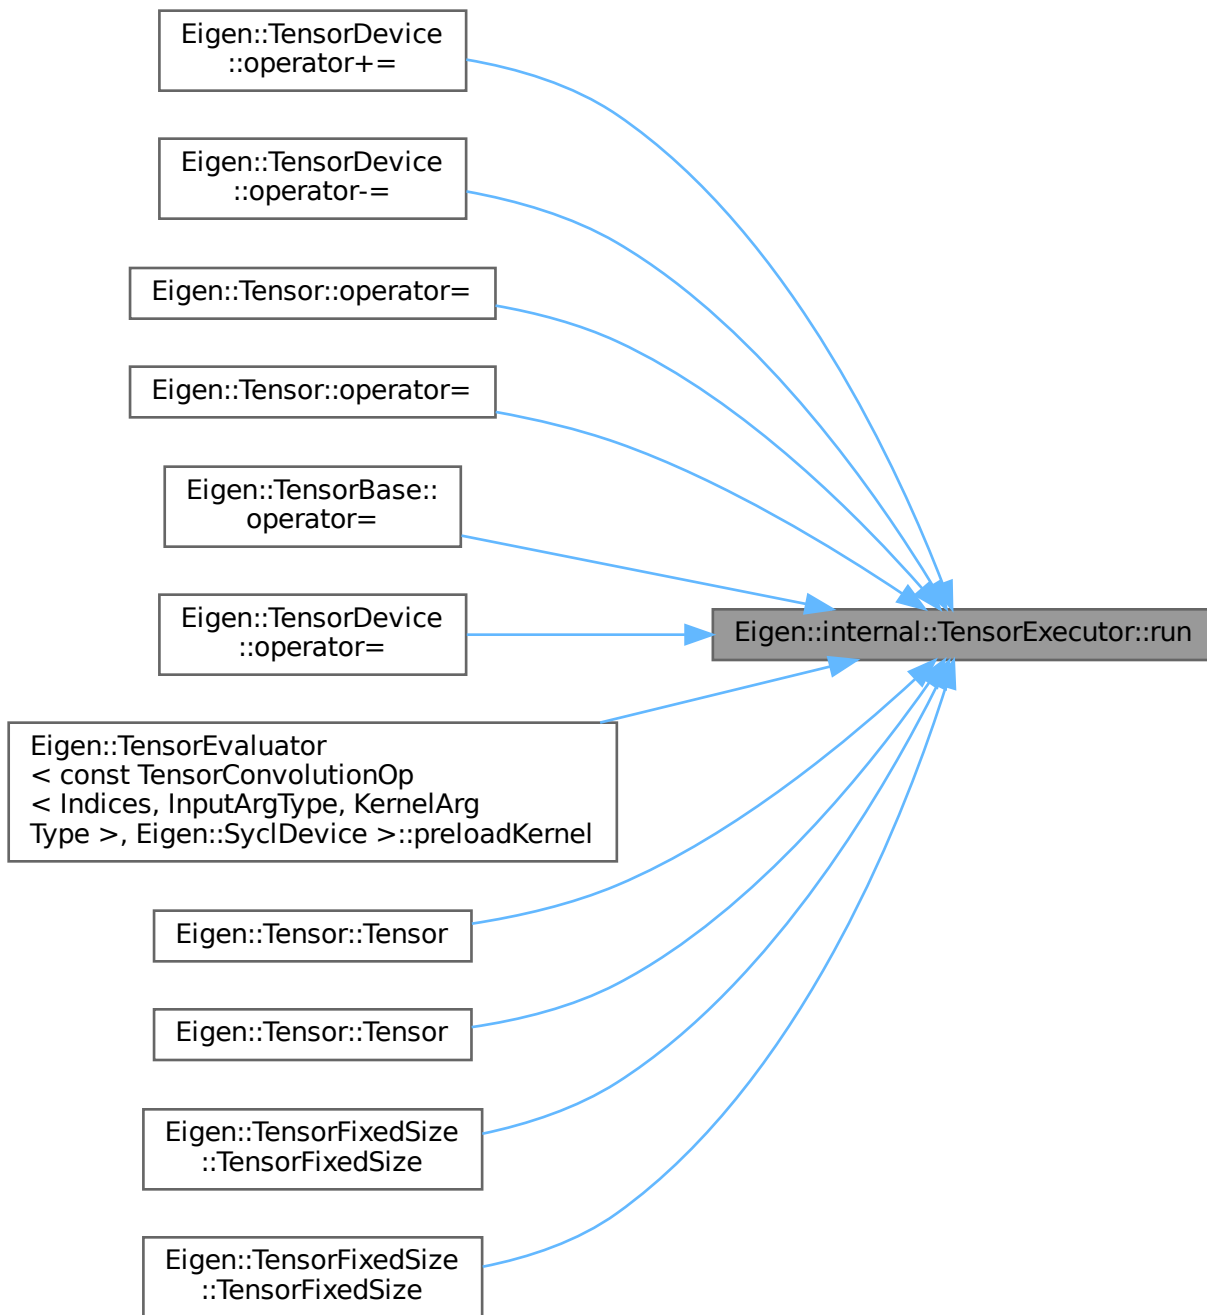 Eigen::TensorDevice
::operator+=
Eigen::TensorDevice
::operator-=
Eigen::Tensor::operator=
Eigen::Tensor::operator=
Eigen::TensorBase::
operator=
Eigen::TensorDevice
::operator=
Eigen::internal::TensorExecutor::run
Eigen::TensorEvaluator
< const TensorConvolutionOp
< Indices, InputArgType, KernelArg
Type >, Eigen::SyclDevice >::preloadKernel
Eigen::Tensor::Tensor
Eigen::Tensor::Tensor
Eigen::TensorFixedSize
::TensorFixedSize
Eigen::TensorFixedSize
::TensorFixedSize